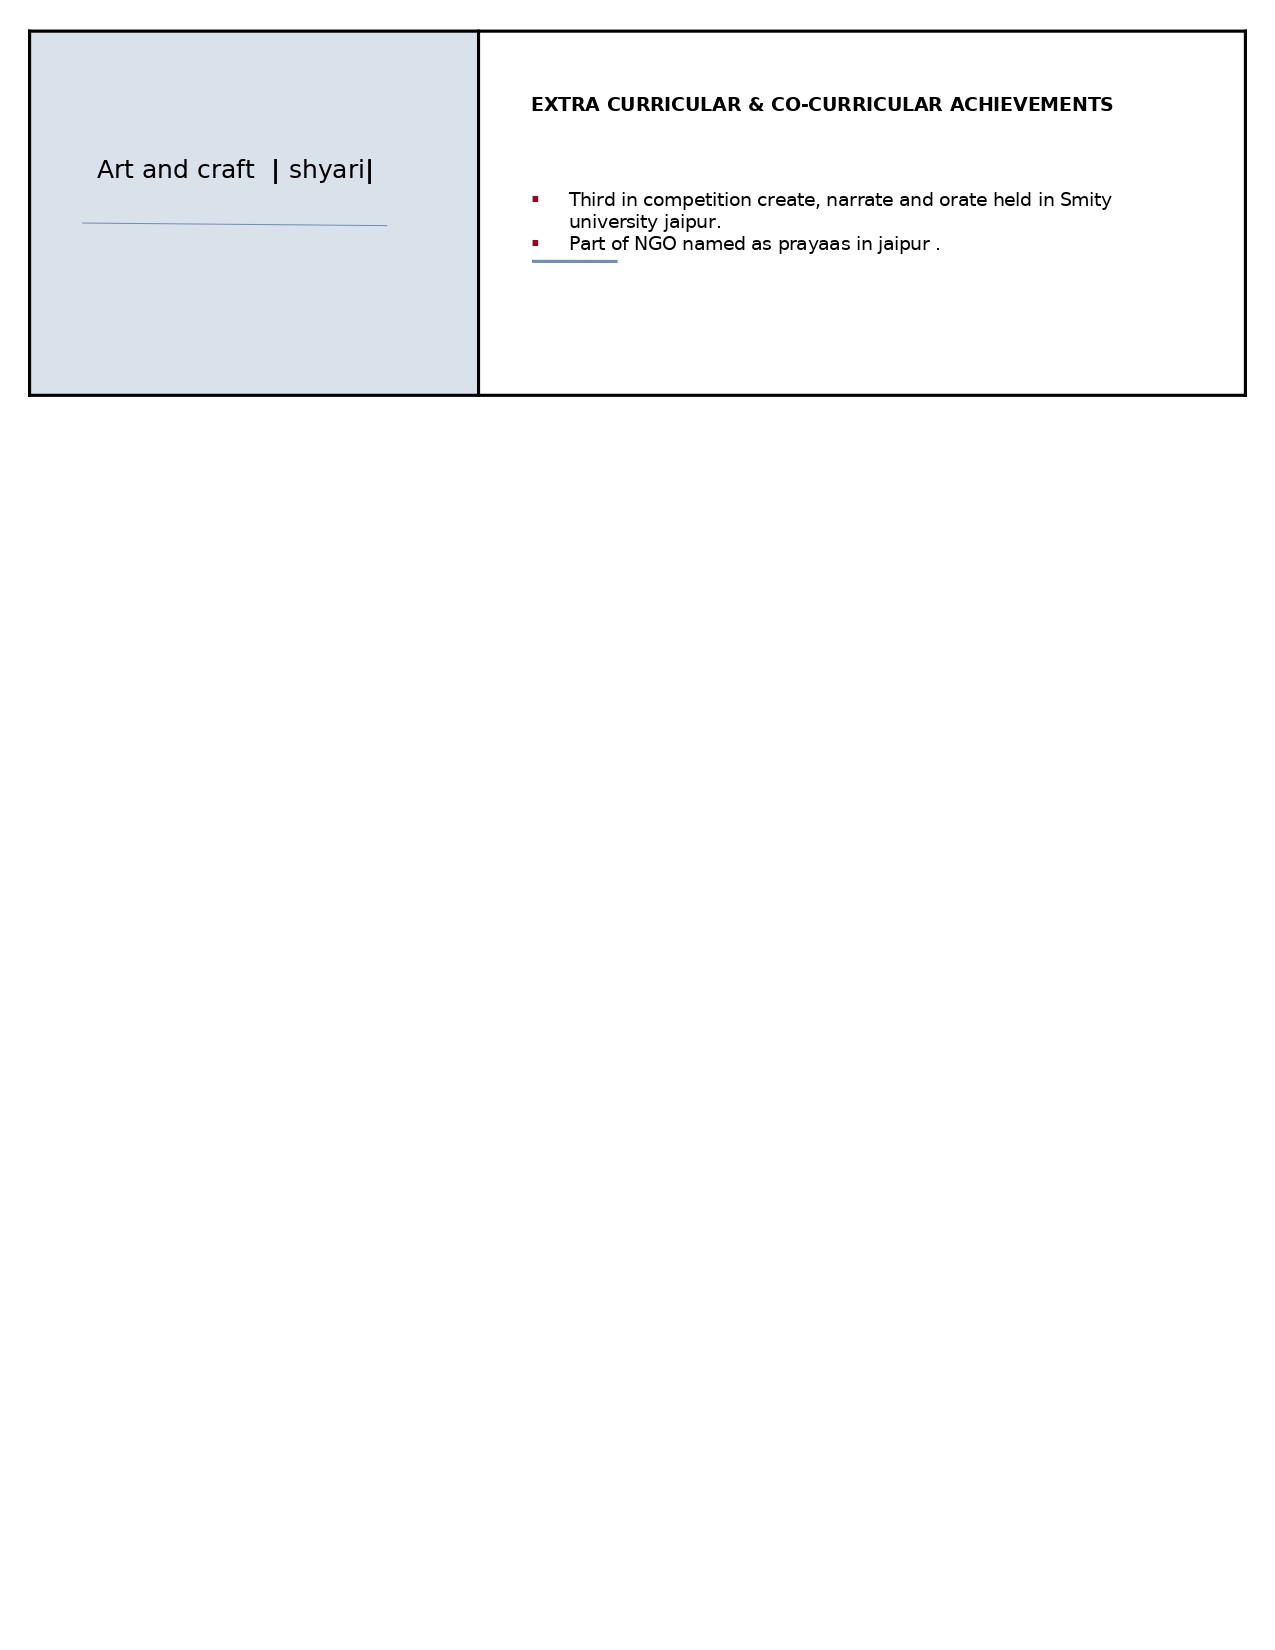 Art and craft  | shyari|
EXTRA CURRICULAR & CO-CURRICULAR ACHIEVEMENTS
▪ Third in competition create, narrate and orate held in Smity
university jaipur.
▪ Part of NGO named as prayaas in jaipur .